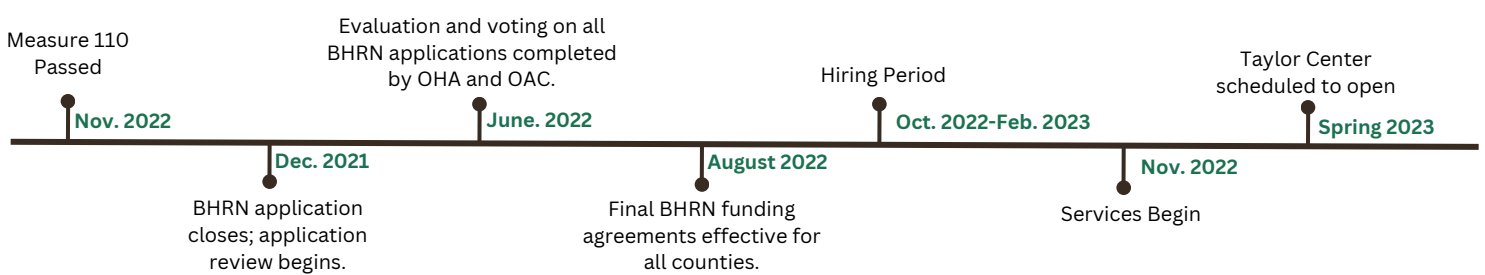 Measure 110
Passed
Nov. 2022
Dec. 2021
BHRN application
closes; application
review begins.
Evaluation and voting on all
BHRN applications completed
by OHA and OAC.
June. 2022
August 2022
Final BHRN funding
agreements effective for
all counties.
Hiring Period
Oct. 2022-Feb. 2023
Nov. 2022
Services Begin
Taylor Center
scheduled to open
Spring 2023